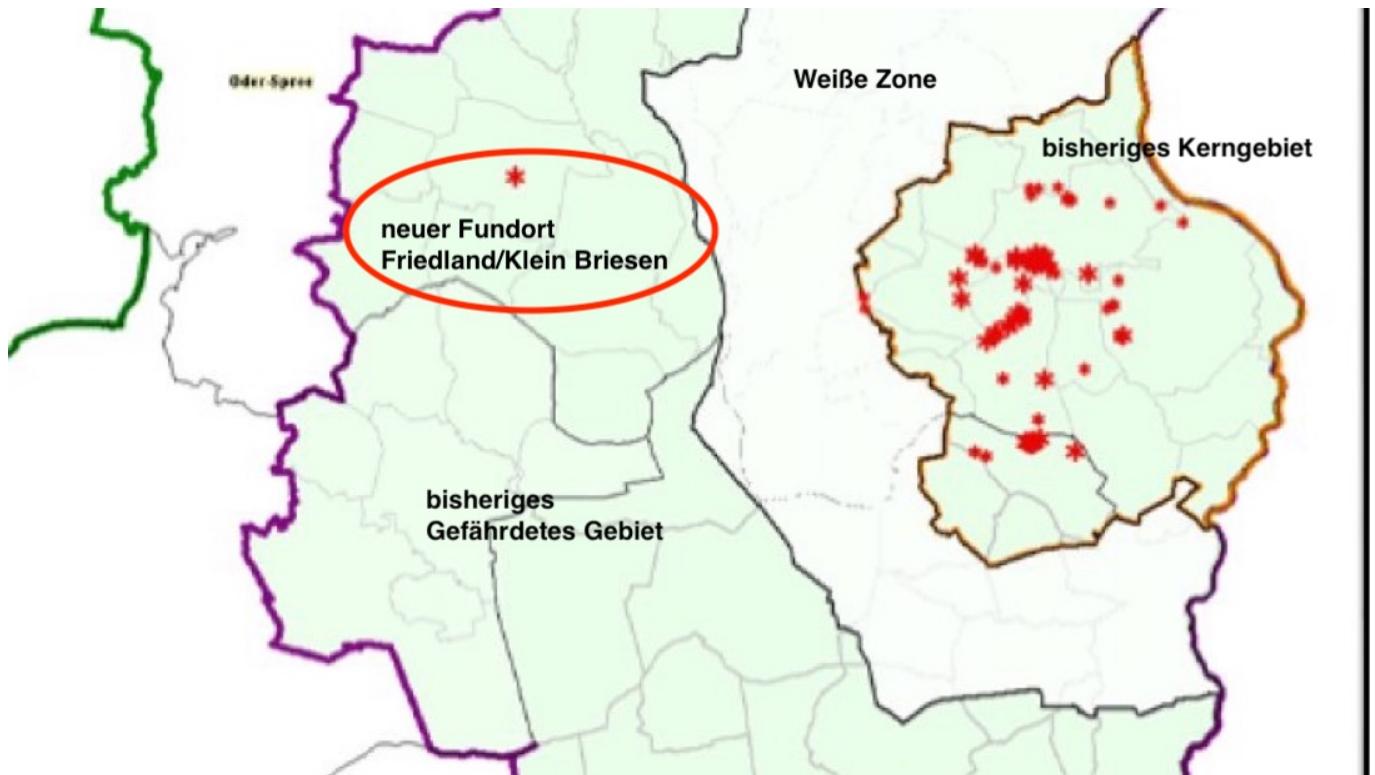 Oder-Spree
Weiße Zone
bisheriges Kerngebiet
neuer Fundort
Friedland/Klein Briesen
bisheriges
Gefährdetes Gebiet